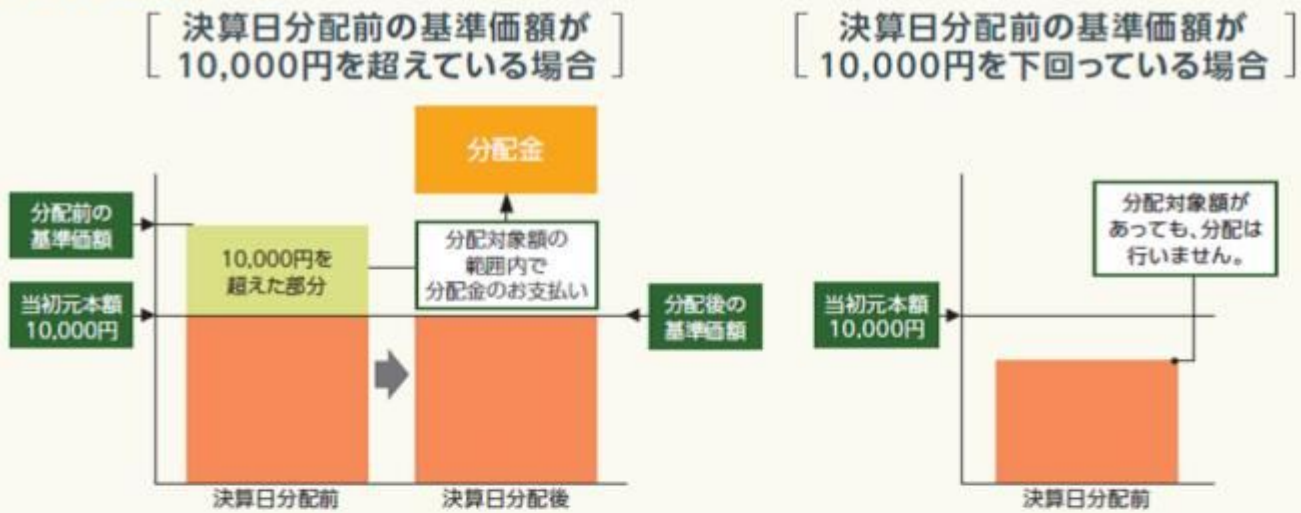 決算日分配前の基準価額が
10,000円を超えている場合
分配金
分配前の
基準価額
10,000円を
超えた部分
分配対象額の
範囲内で
分配金のお支払い
当初元本額
10,000円
分配後の
基準価額
決算日分配前
決算日分配後
決算日分配前の基準価額が
10,000円を下回っている場合
分配対象額が
あっても、分配は
行いません。
当初元本額
10,000円
決算日分配前